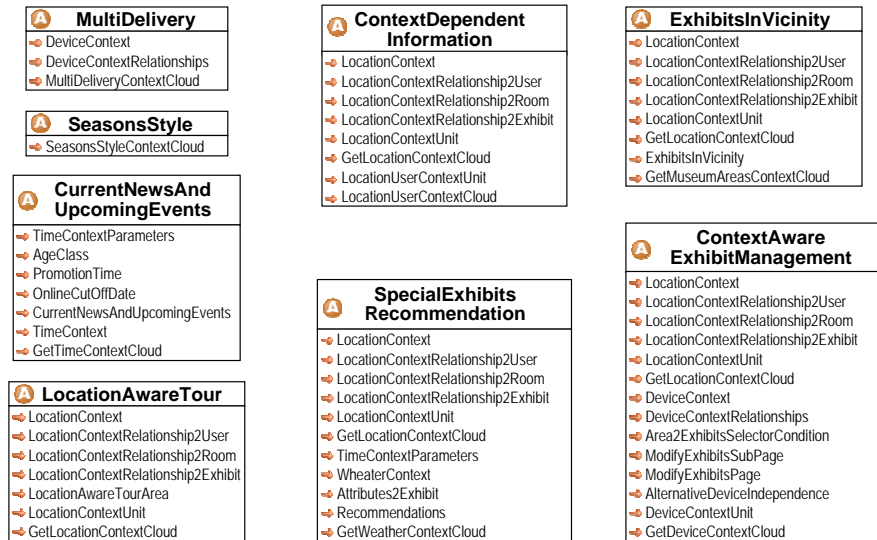 A MultiDelivery
DeviceContext
DeviceContextRelationships
MultiDeliveryContextCloud
A SeasonsStyle
SeasonsStyleContextCloud
A CurrentNewsAnd
UpcomingEvents
TimeContextParameters
AgeClass
PromotionTime
OnlineCutOffDate
CurrentNewsAndUpcomingEvents
TimeContext
GetTimeContextCloud
A LocationAwareTour
LocationContext
LocationContextRelationship2User
LocationContextRelationship2Room
LocationContextRelationship2Exhibit
LocationAwareTourArea
LocationContextUnit
GetLocationContextCloud
A ContextDependent
Information
LocationContext
LocationContextRelationship2User
LocationContextRelationship2Room
LocationContextRelationship2Exhibit
LocationContextUnit
GetLocationContextCloud
LocationUserContextUnit
LocationUserContextCloud
A SpecialExhibits
Recommendation
LocationContext
LocationContextRelationship2User
LocationContextRelationship2Room
LocationContextRelationship2Exhibit
LocationContextUnit
GetLocationContextCloud
TimeContextParameters
WheaterContext
Attributes2Exhibit
Recommendations
GetWeatherContextCloud
A ExhibitsInVicinity
LocationContext
LocationContextRelationship2User
LocationContextRelationship2Room
LocationContextRelationship2Exhibit
LocationContextUnit
GetLocationContextCloud
ExhibitsInVicinity
GetMuseumAreasContextCloud
A ContextAware
ExhibitManagement
LocationContext
LocationContextRelationship2User
LocationContextRelationship2Room
LocationContextRelationship2Exhibit
LocationContextUnit
GetLocationContextCloud
DeviceContext
DeviceContextRelationships
Area2ExhibitsSelectorCondition
ModifyExhibitsSubPage
ModifyExhibitsPage
AlternativeDeviceIndependence
DeviceContextUnit
GetDeviceContextCloud